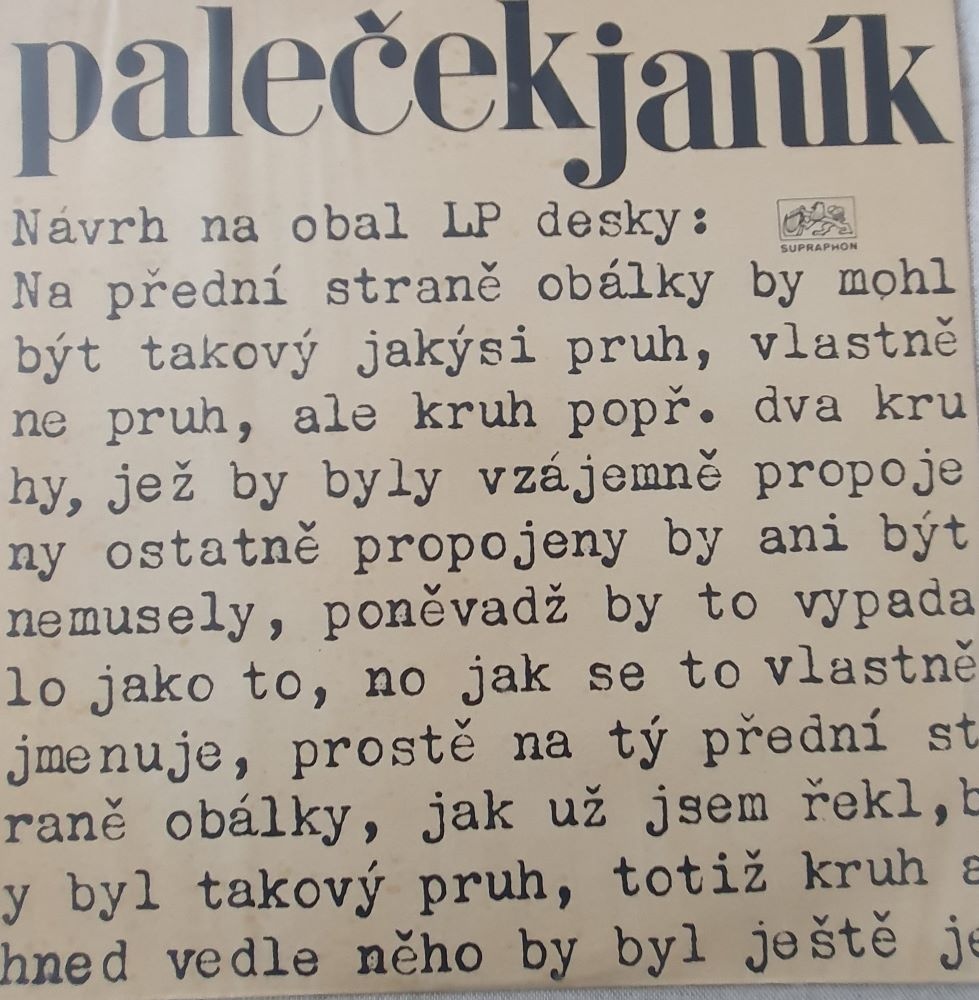 palečekjaník
Návrh na obal LP desky:
SUPRAPHON
Na přední straně obálky by mohl
být takový jakýsi pruh, vlastně
ne pruh, ale kruh popř. dva kru
hy, jež by byly vzájemně propoje
ny ostatně propojeny by ani být
nemusely, poněvadž by to vypada
lo jako to, no jak se to vlastně
jmenuje, prostě na tý přední st
raně obálky, jak už jsem řekl, b
y byl takový pruh, totiž kruh a
hned vedle něho by byl ještě je